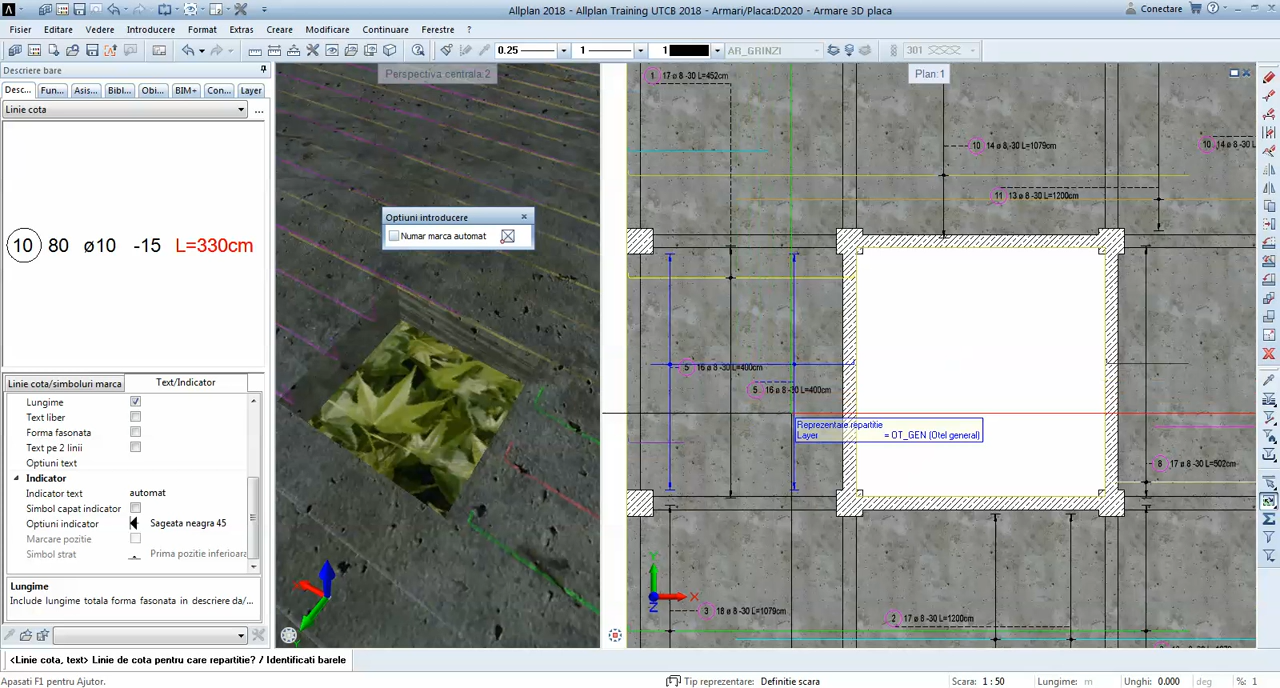 Allplan 2018 - Allplan Training UTCB 2018 - Armari/Placa:D2020 - Armare 3D placa
Conectare
Fisier
Editare
Vedere
Introducere
Format
Extras
Creare
Modificare
Continuare
Ferestre
?
0.25
1
1
AR_GRINZI
301
Descriere bare
Desc...
Fun...
Asis...
Bibl...
Obi...
BIM+
Con...
Layer
Linie cota
...
10 80 ø10 -15 L=330cm
Linie cota/simboluri marca
Text/Indicator
Lungime
Text liber
Forma fasonata
Text pe 2 linii
Optiuni text
Indicator
Indicator text automat
Simbol capat indicator
Optiuni indicator Sageata neagra 45
Marcare pozitie
Simbol strat Prima pozitie inferioara
Lungime
Include lungime totala forma fasonata in descriere da/...
Perspectiva centrala:2
Optiuni introducere
Numar marca automat
Plan:1
1 17 ø 8 -30 L=452cm
10 14 ø 8 -30 L=1079cm
10 14 ø 8 -30 L
11 13 ø 8 -30 L=1200cm
5 16 ø 8 -30 L=400cm
5 16 ø 8 -30 L=400cm
Reprezentare repartitie
Layer = OT_GEN (Otel general)
8 17 ø 8 -30 L=502cm
3 18 ø 8 -30 L=1079cm
2 17 ø 8 -30 L=1200cm
Y
X
Z
<Linie cota, text> Linie de cota pentru care repartitie? / Identificati barele
Apasati F1 pentru Ajutor.
Tip reprezentare: Definitie scara
Scara: 1 : 50
Lungime: m
Unghi: 0.000 deg
%: 1